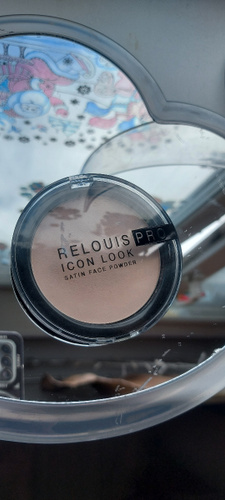 RELOUIS PRO
ICON LOOK
SATIN FACE POWDER